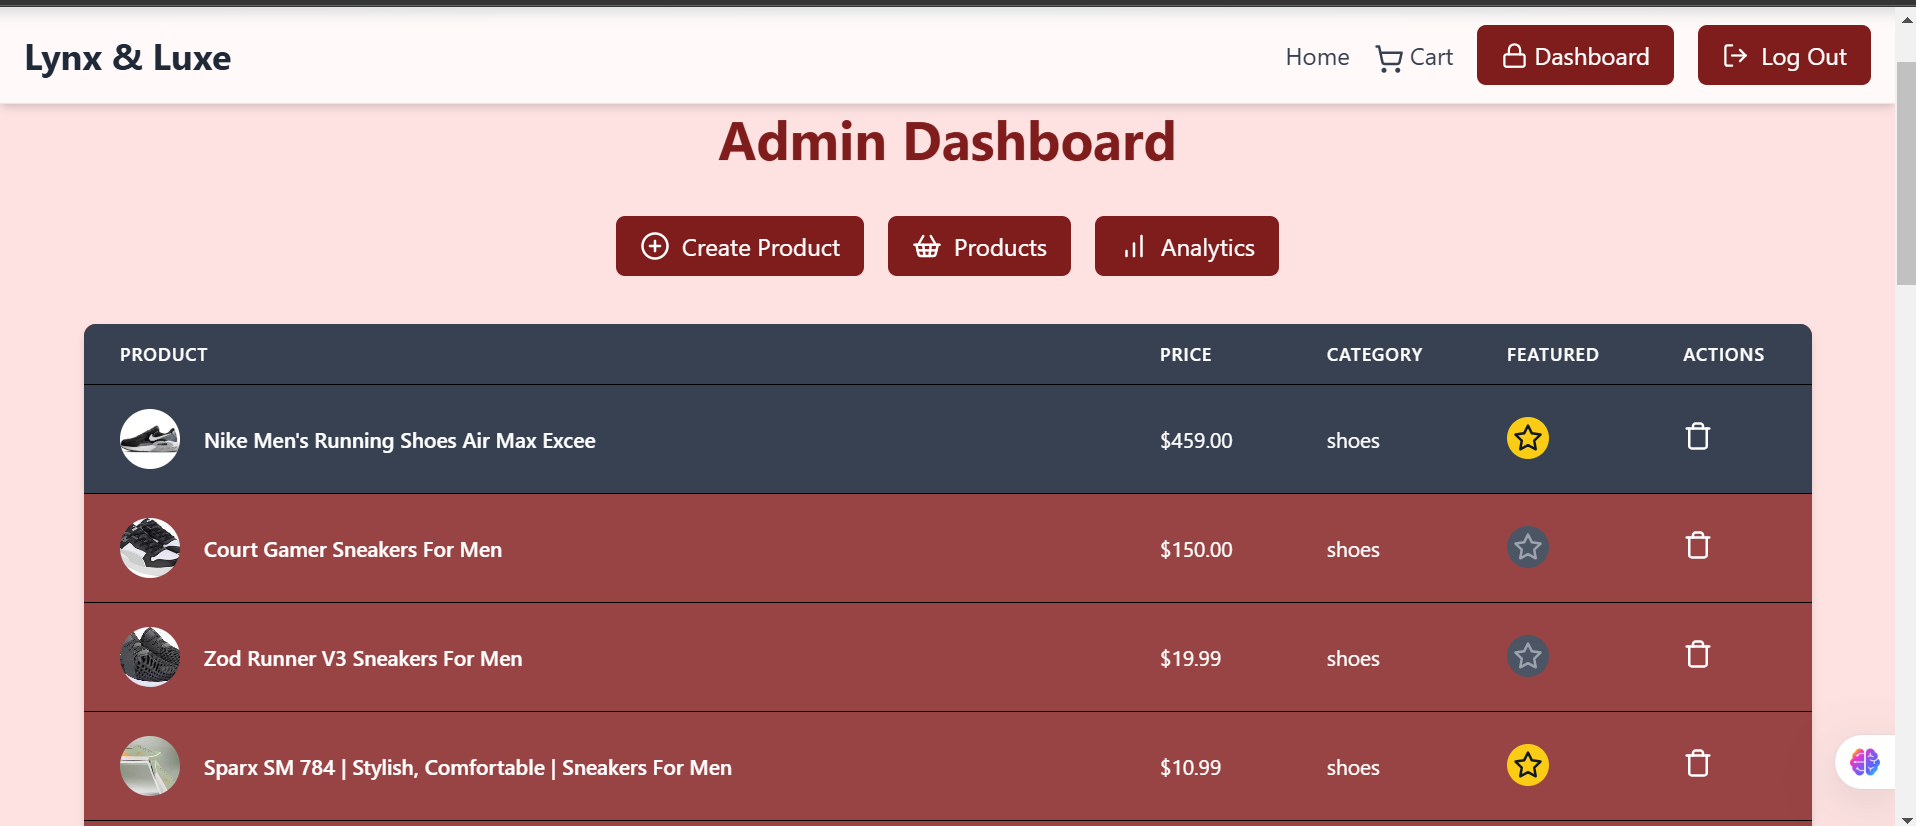 Lynx & Luxe
Home Cart Dashboard Log Out
Admin Dashboard
Create Product Products Analytics
PRODUCT PRICE CATEGORY FEATURED ACTIONS
Nike Men's Running Shoes Air Max Excee $459.00 shoes
Court Gamer Sneakers For Men $150.00 shoes
Zod Runner V3 Sneakers For Men $19.99 shoes
Sparx SM 784 | Stylish, Comfortable | Sneakers For Men $10.99 shoes